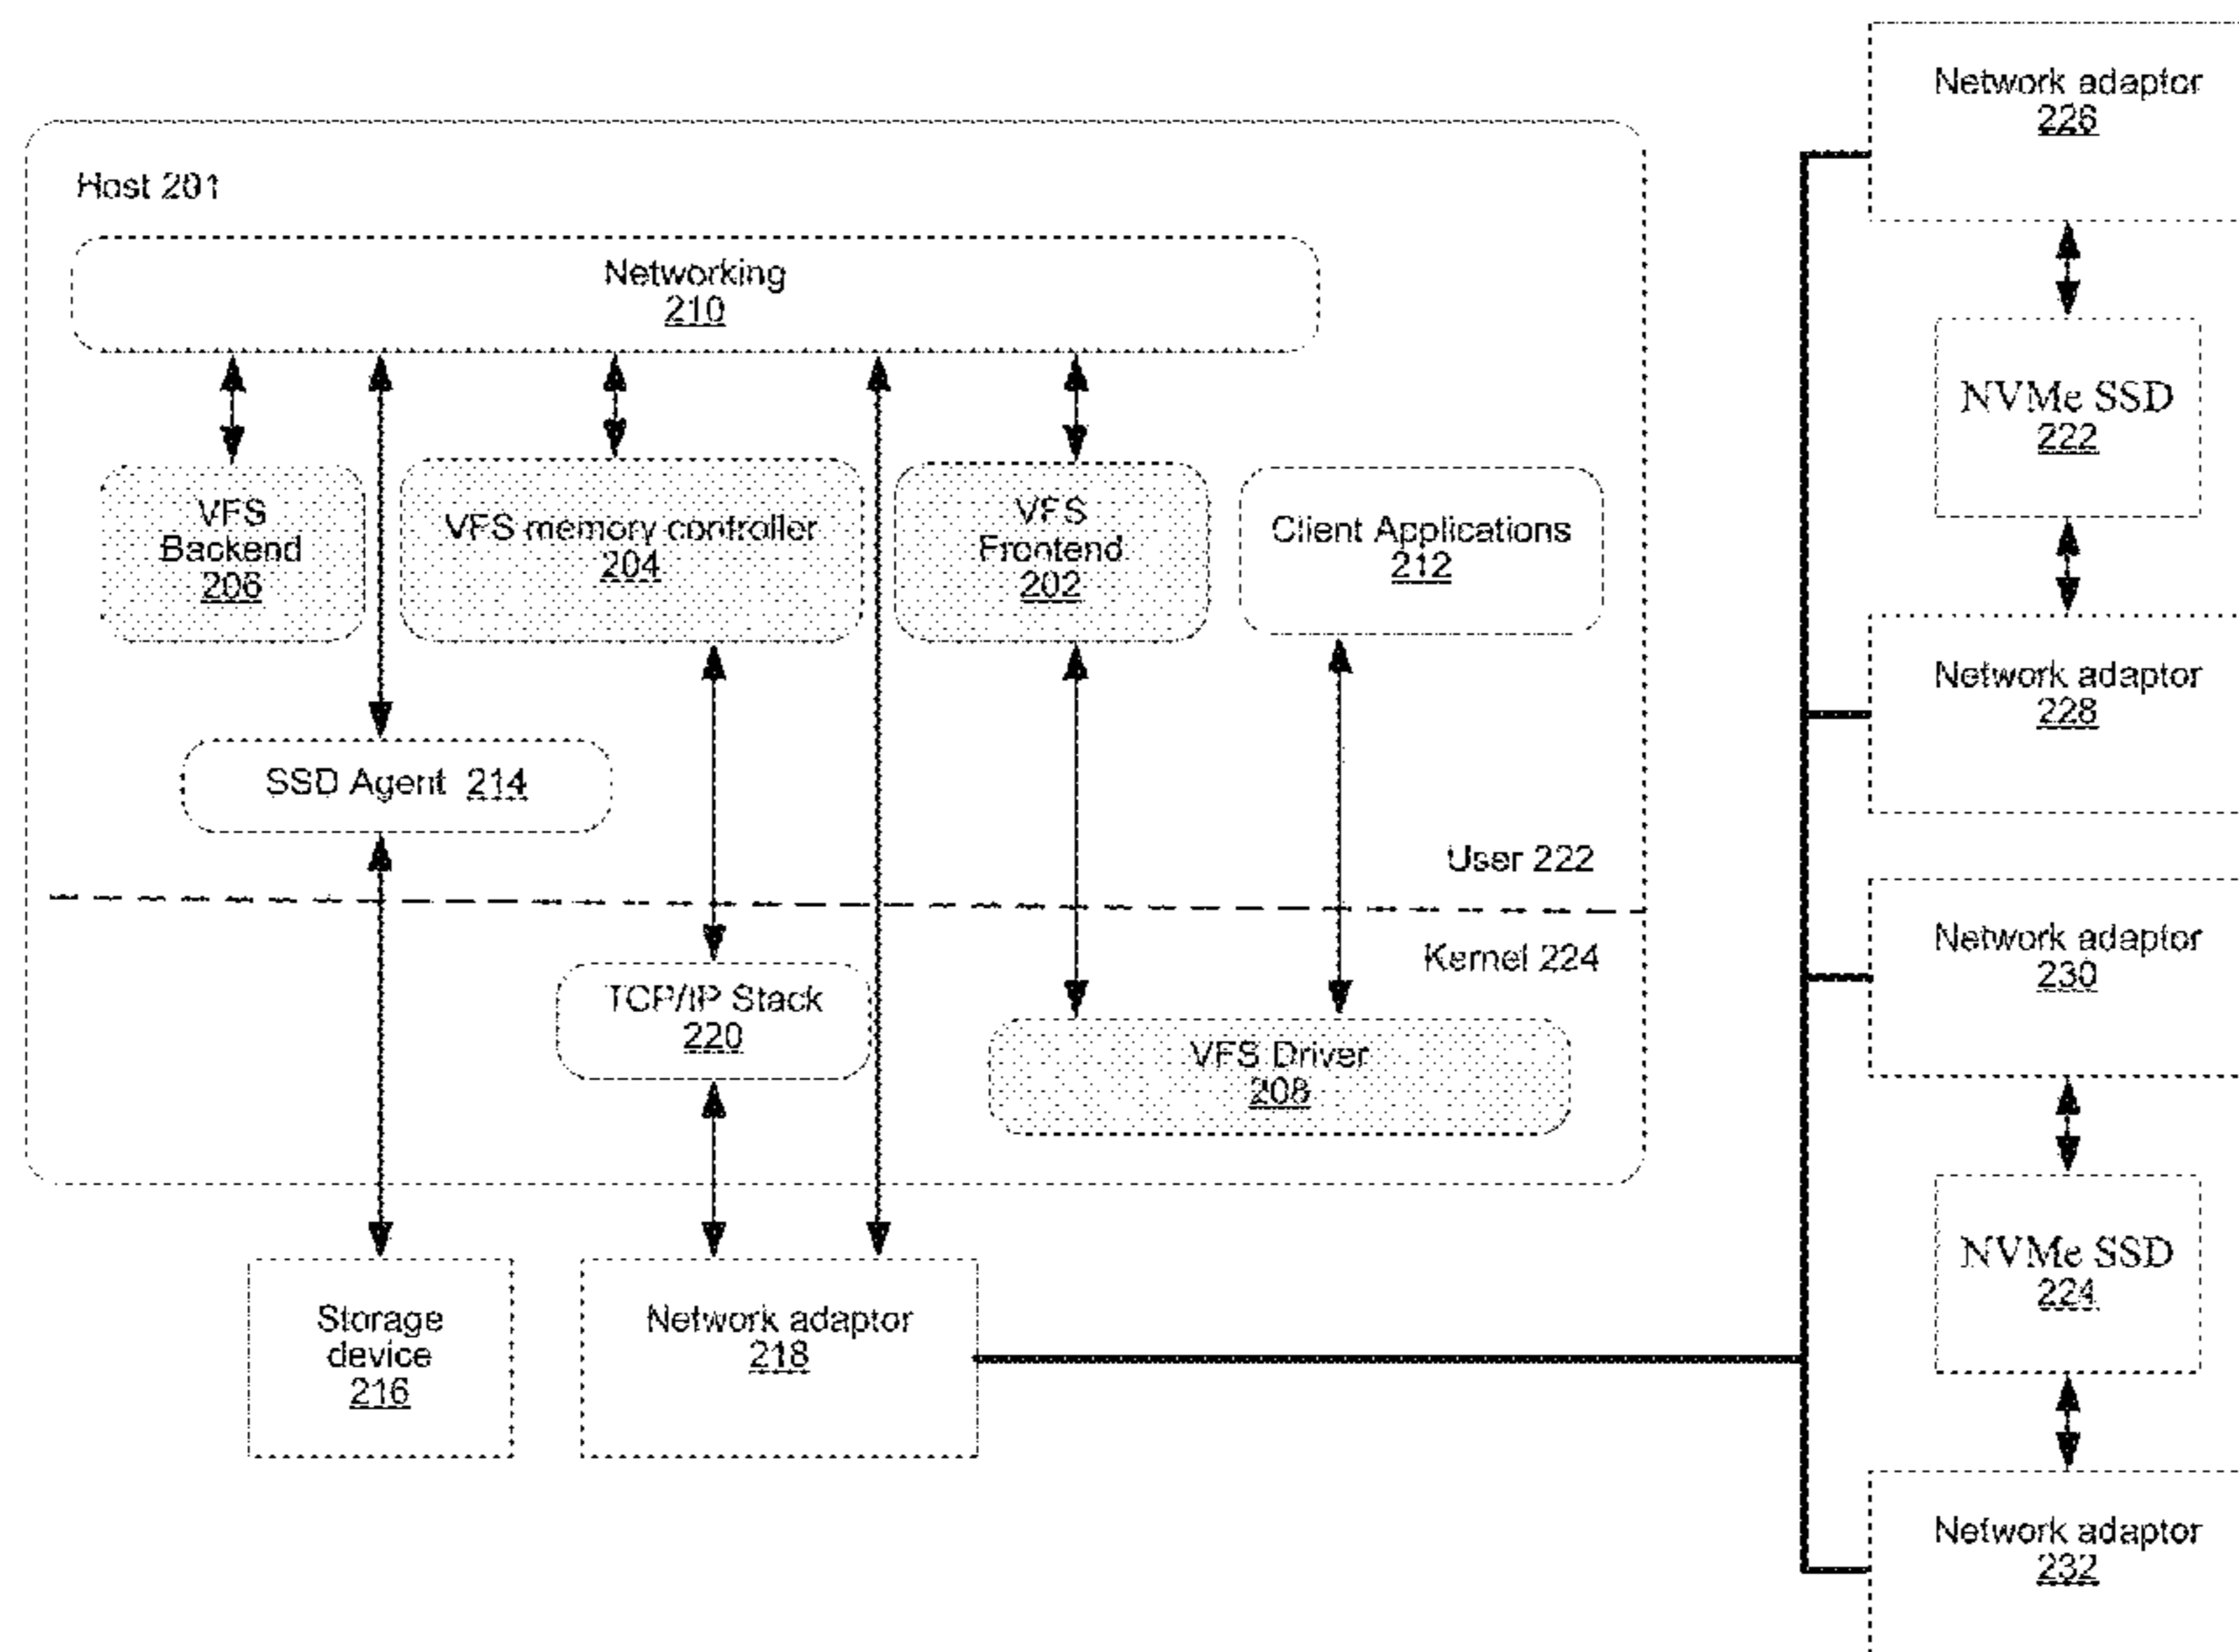 Host 201
Networking
210
VFS
Backend
206
VFS memory controller
204
VFS
Frontend
202
Client Applications
212
SSD Agent 214
User 222
Kernel 224
TCP/IP Stack
220
VFS Driver
208
Storage
device
216
Network adaptor
218
Network adaptor
226
NVMe SSD
222
Network adaptor
228
Network adaptor
230
NVMe SSD
224
Network adaptor
232